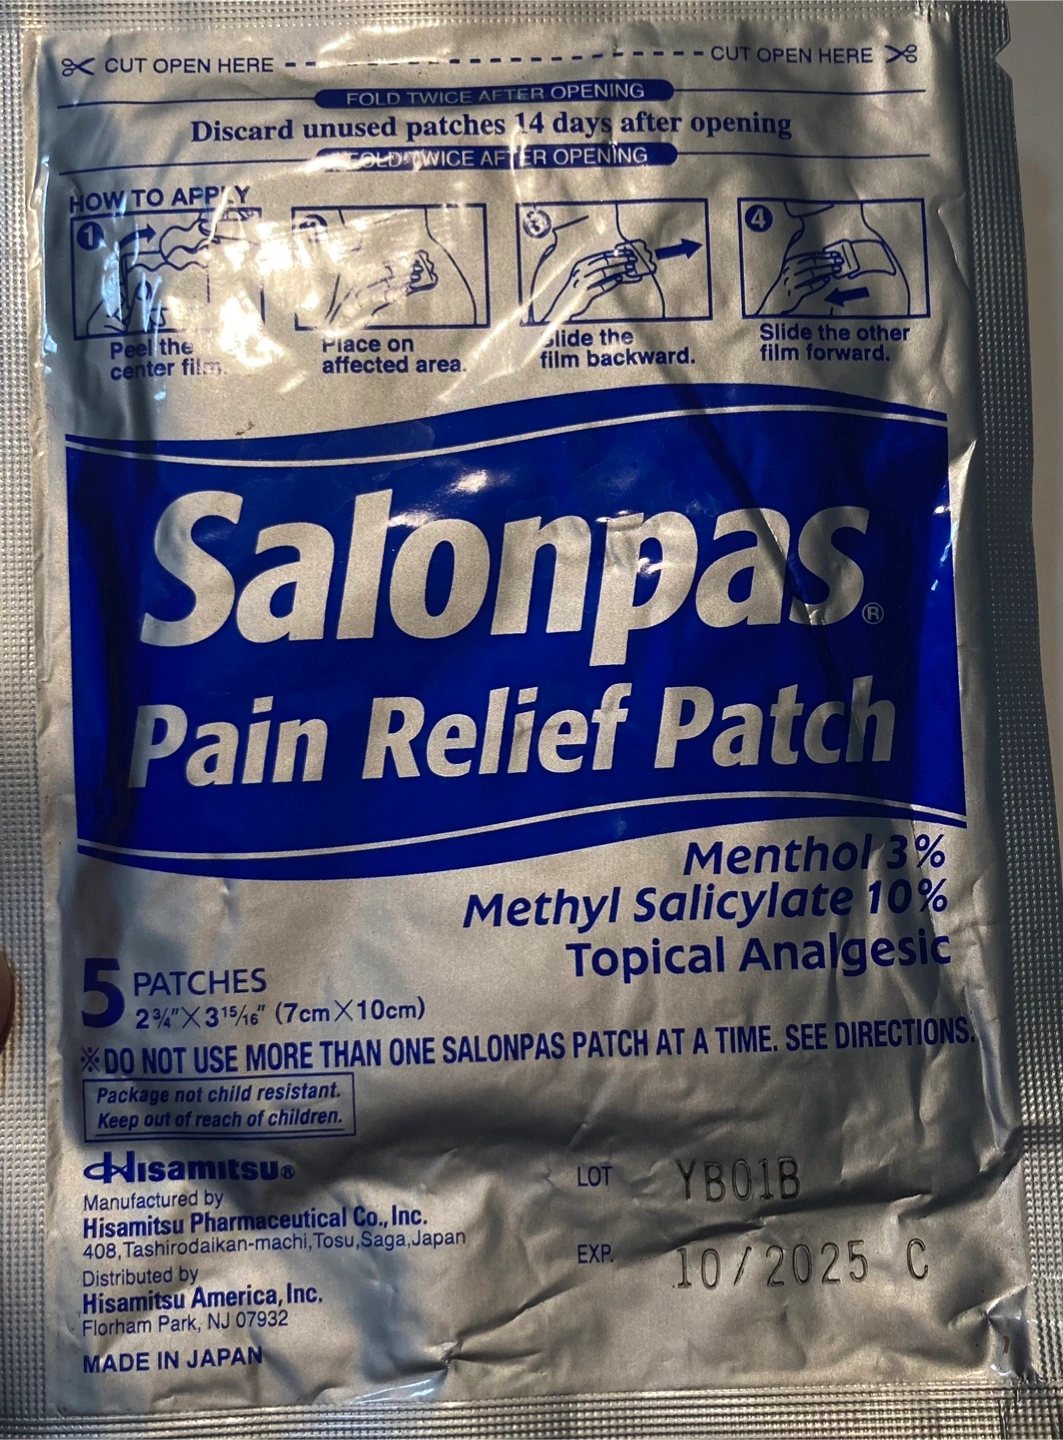 CUT OPEN HERE CUT OPEN HERE
FOLD TWICE AFTER OPENING
Discard unused patches 14 days after opening
FOLD TWICE AFTER OPENING
HOW TO APPLY
1 3 4
Peel the
center film.
Place on
affected area.
Slide the
film backward.
Slide the other
film forward.
Salonpas®
Pain Relief Patch
Menthol 3%
Methyl Salicylate 10%
Topical Analgesic
5 PATCHES
2¾"×3¹⁵⁄₁₆" (7cm×10cm)
※DO NOT USE MORE THAN ONE SALONPAS PATCH AT A TIME. SEE DIRECTIONS.
Package not child resistant.
Keep out of reach of children.
Hisamitsu®
Manufactured by
Hisamitsu Pharmaceutical Co., Inc.
408,Tashirodaikan-machi,Tosu,Saga,Japan
Distributed by
Hisamitsu America, Inc.
Florham Park, NJ 07932
MADE IN JAPAN
LOT YB01B
EXP. 10/2025 C